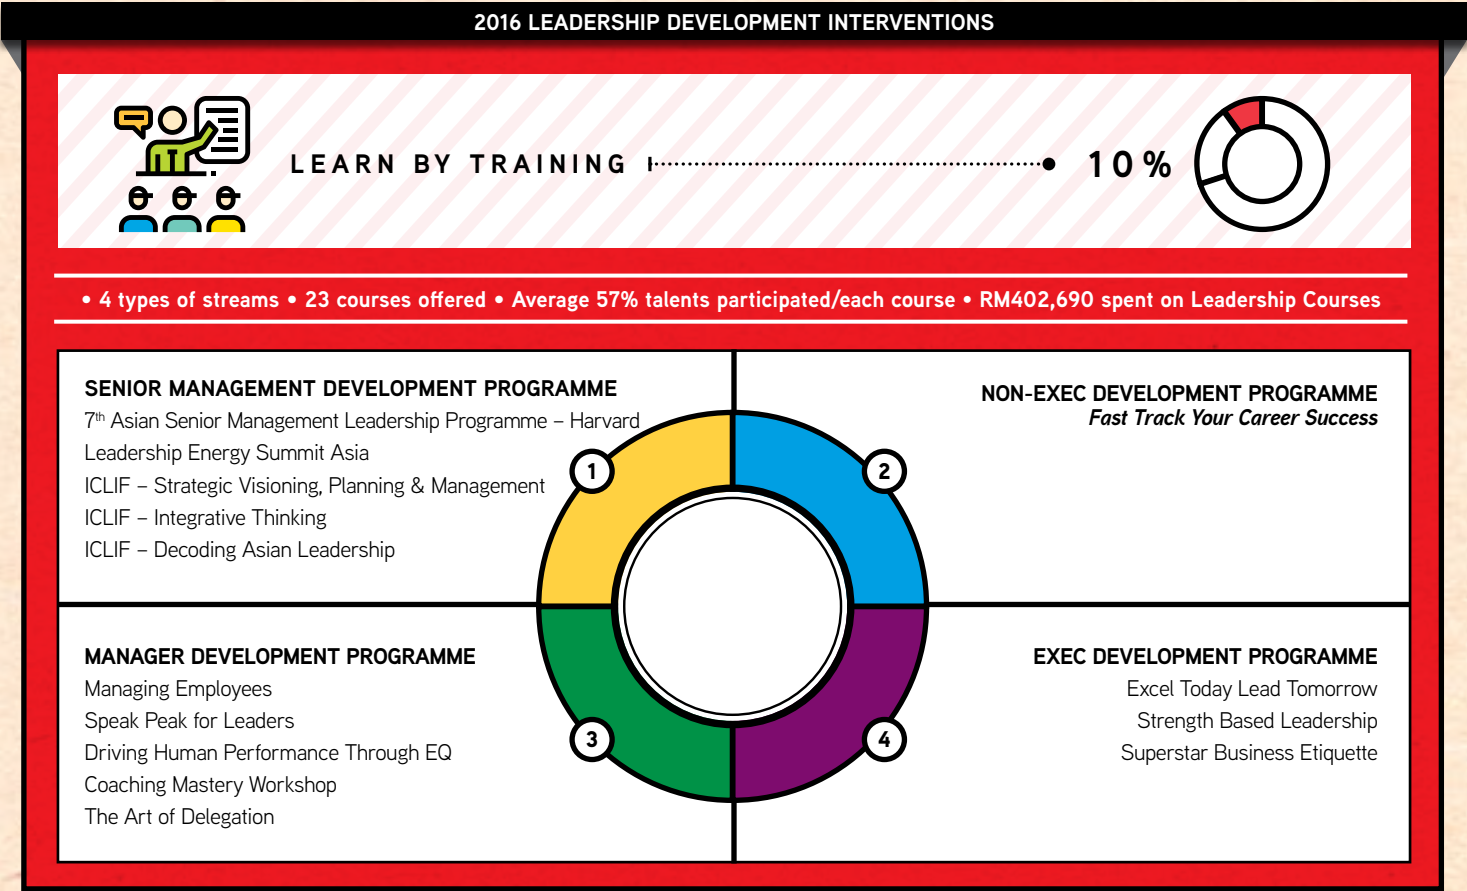 2016 LEADERSHIP DEVELOPMENT INTERVENTIONS
LEARN BY TRAINING
10%
• 4 types of streams • 23 courses offered • Average 57% talents participated/each course • RM402,690 spent on Leadership Courses
SENIOR MANAGEMENT DEVELOPMENT PROGRAMME
7th Asian Senior Management Leadership Programme – Harvard
Leadership Energy Summit Asia
ICLIF – Strategic Visioning, Planning & Management
ICLIF – Integrative Thinking
ICLIF – Decoding Asian Leadership
1
NON-EXEC DEVELOPMENT PROGRAMME
Fast Track Your Career Success
2
MANAGER DEVELOPMENT PROGRAMME
Managing Employees
Speak Peak for Leaders
Driving Human Performance Through EQ
Coaching Mastery Workshop
The Art of Delegation
3
EXEC DEVELOPMENT PROGRAMME
Excel Today Lead Tomorrow
Strength Based Leadership
Superstar Business Etiquette
4